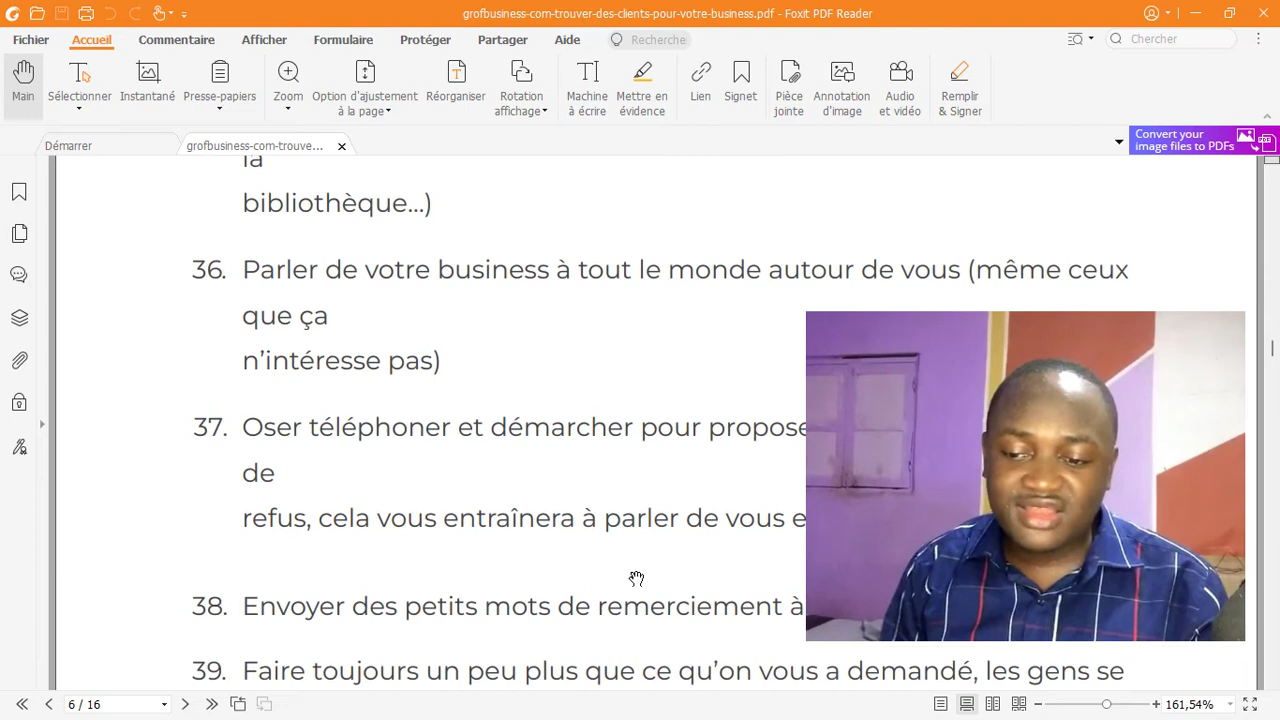 grofbusiness-com-trouver-des-clients-pour-votre-business.pdf - Foxit PDF Reader
Fichier Accueil Commentaire Afficher Formulaire Protéger Partager Aide Recherche Chercher
Main Sélectionner Instantané Presse-papiers Zoom Option d'ajustement à la page Réorganiser Rotation affichage Machine à écrire Mettre en évidence Lien Signet Pièce jointe Annotation d'image Audio et vidéo Remplir & Signer
Démarrer grofbusiness-com-trouve... Convert your
image files to PDFs
la
bibliothèque…)
36. Parler de votre business à tout le monde autour de vous (même ceux
que ça
n’intéresse pas)
37. Oser téléphoner et démarcher pour propose
de
refus, cela vous entraînera à parler de vous e
38. Envoyer des petits mots de remerciement à
39. Faire toujours un peu plus que ce qu’on vous a demandé, les gens se
6 / 16 161,54%